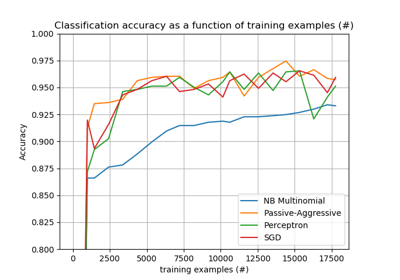 Classification accuracy as a function of training examples (#)
1.000
0.975
0.950
0.925
0.900
0.875
0.850
0.825
0.800
Accuracy
NB Multinomial
Passive-Aggressive
Perceptron
SGD
0 2500 5000 7500 10000 12500 15000 17500
training examples (#)